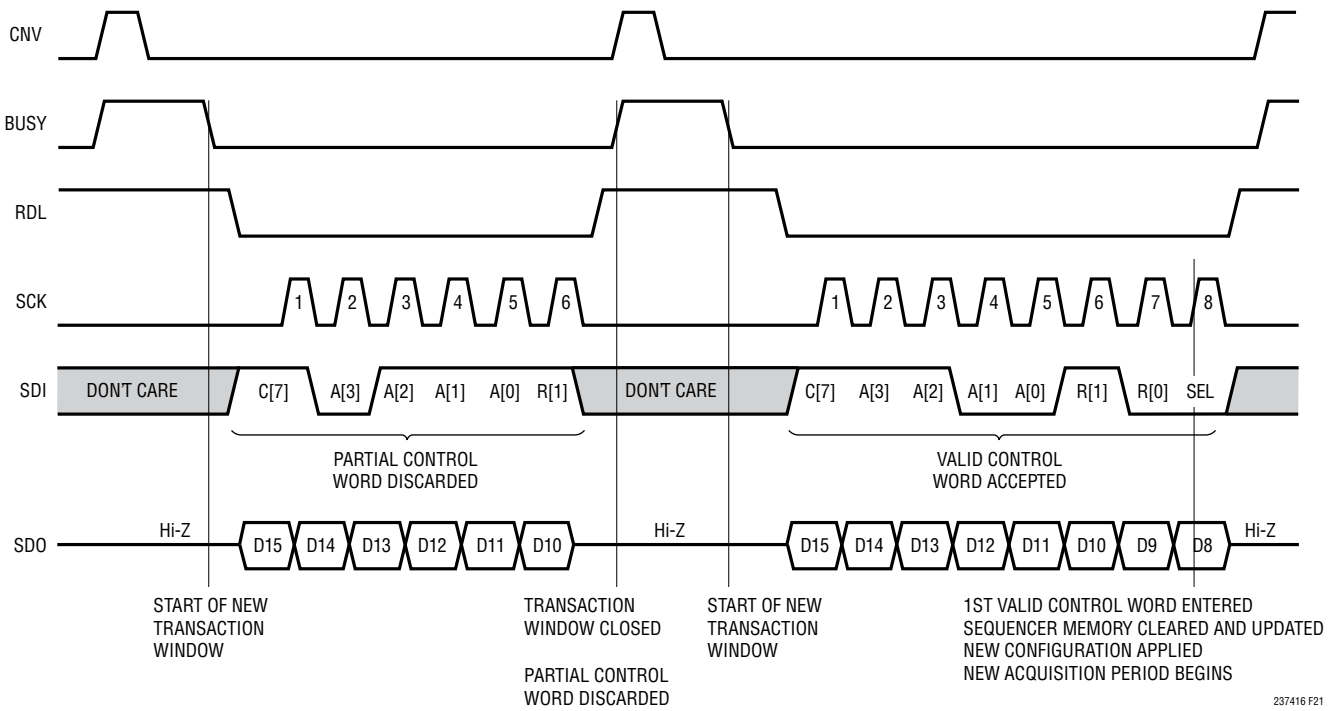 CNV
BUSY
RDL
SCK 1 2 3 4 5 6 1 2 3 4 5 6 7 8
SDI DON'T CARE C[7] A[3] A[2] A[1] A[0] R[1] DON'T CARE C[7] A[3] A[2] A[1] A[0] R[1] R[0] SEL
PARTIAL CONTROL
WORD DISCARDED
VALID CONTROL
WORD ACCEPTED
SDO Hi-Z D15 D14 D13 D12 D11 D10 Hi-Z D15 D14 D13 D12 D11 D10 D9 D8 Hi-Z
START OF NEW
TRANSACTION
WINDOW
TRANSACTION
WINDOW CLOSED
PARTIAL CONTROL
WORD DISCARDED
START OF NEW
TRANSACTION
WINDOW
1ST VALID CONTROL WORD ENTERED
SEQUENCER MEMORY CLEARED AND UPDATED
NEW CONFIGURATION APPLIED
NEW ACQUISITION PERIOD BEGINS
237416 F21